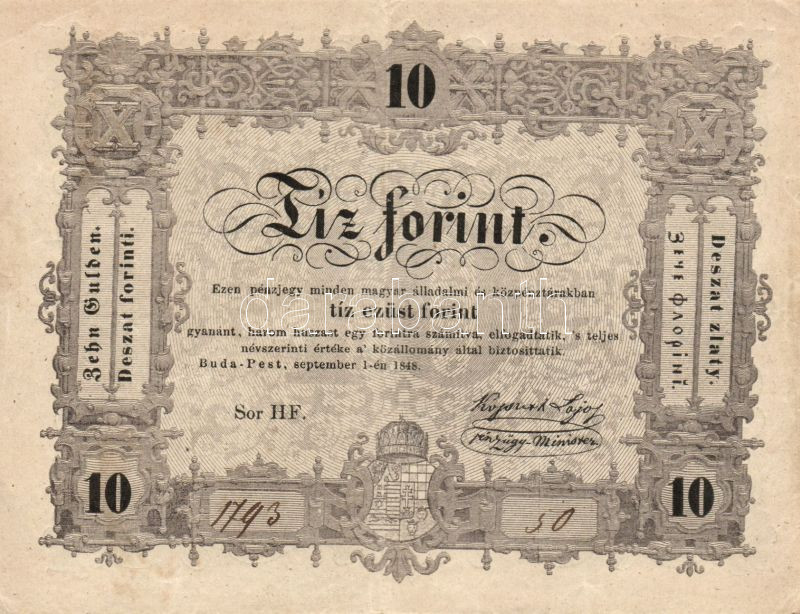 10
X X
Tíz forint.
Ezen pénzjegy minden magyar álladalmi és közpénztárakban
tíz ezüst forint
gyanánt, három huszast egy forintra számítva, elfogadtatik, 's teljes
névszerinti értéke a' közállomány által biztosíttatik.
Buda-Pest, september 1-én 1848.
Sor HF.
Kossuth Lajos
pénzügy-Minister
Zehn Gulden.
Deszat forinti.
Deszat zlaty.
10 10
1793 50